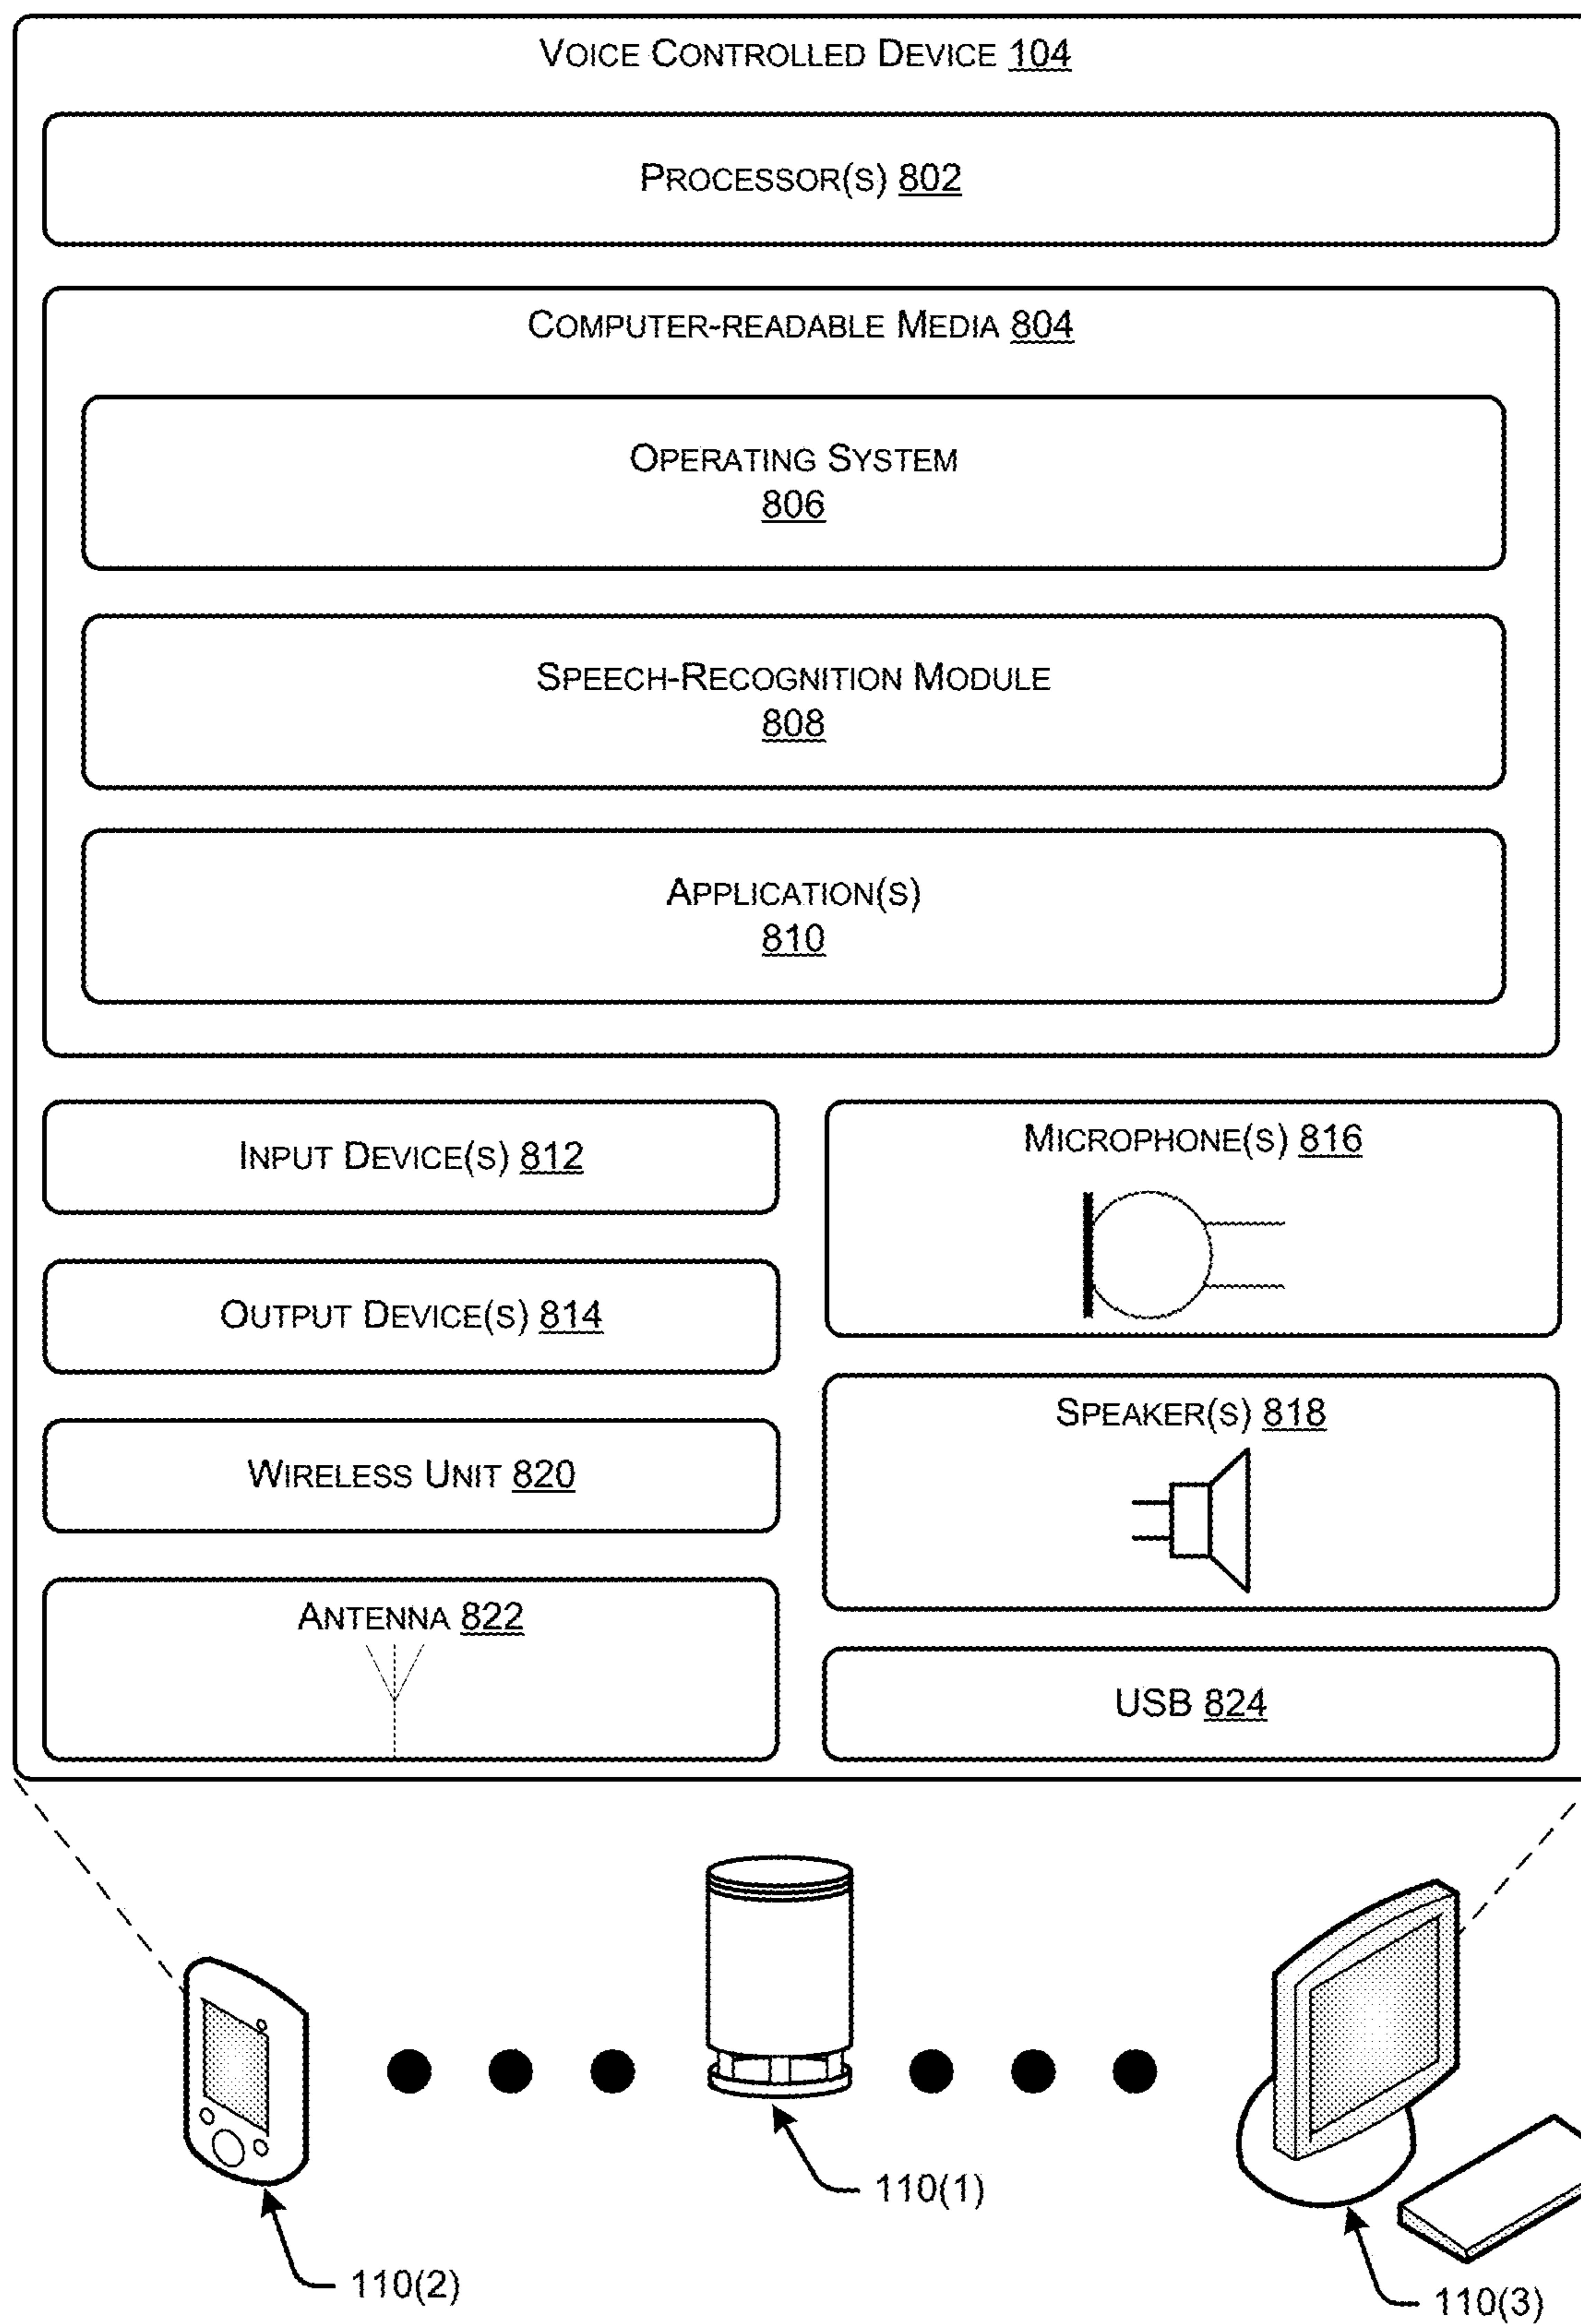 VOICE CONTROLLED DEVICE 104
PROCESSOR(S) 802
COMPUTER-READABLE MEDIA 804
OPERATING SYSTEM
806
SPEECH-RECOGNITION MODULE
808
APPLICATION(S)
810
INPUT DEVICE(S) 812
OUTPUT DEVICE(S) 814
WIRELESS UNIT 820
ANTENNA 822
MICROPHONE(S) 816
SPEAKER(S) 818
USB 824
110(1)
110(2)
110(3)